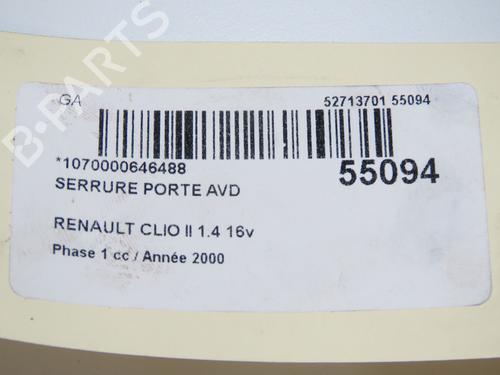 GA
52713701 55094
*1070000646488
55094
SERRURE PORTE AVD
RENAULT CLIO II 1.4 16v
Phase 1 cc / Année 2000
B-PARTS